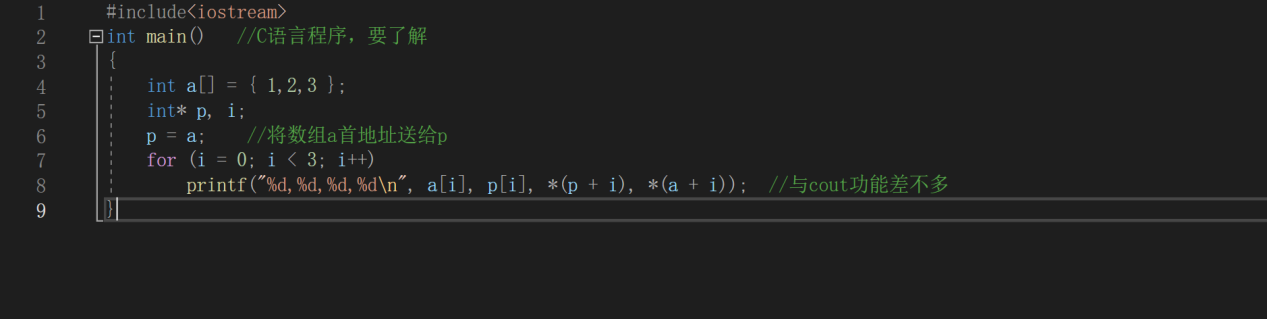 1 #include<iostream>
2 int main() //C语言程序，要了解
3 {
4 int a[] = { 1,2,3 };
5 int* p, i;
6 p = a; //将数组a首地址送给p
7 for (i = 0; i < 3; i++)
8 printf("%d,%d,%d,%d\n", a[i], p[i], *(p + i), *(a + i)); //与cout功能差不多
9 }